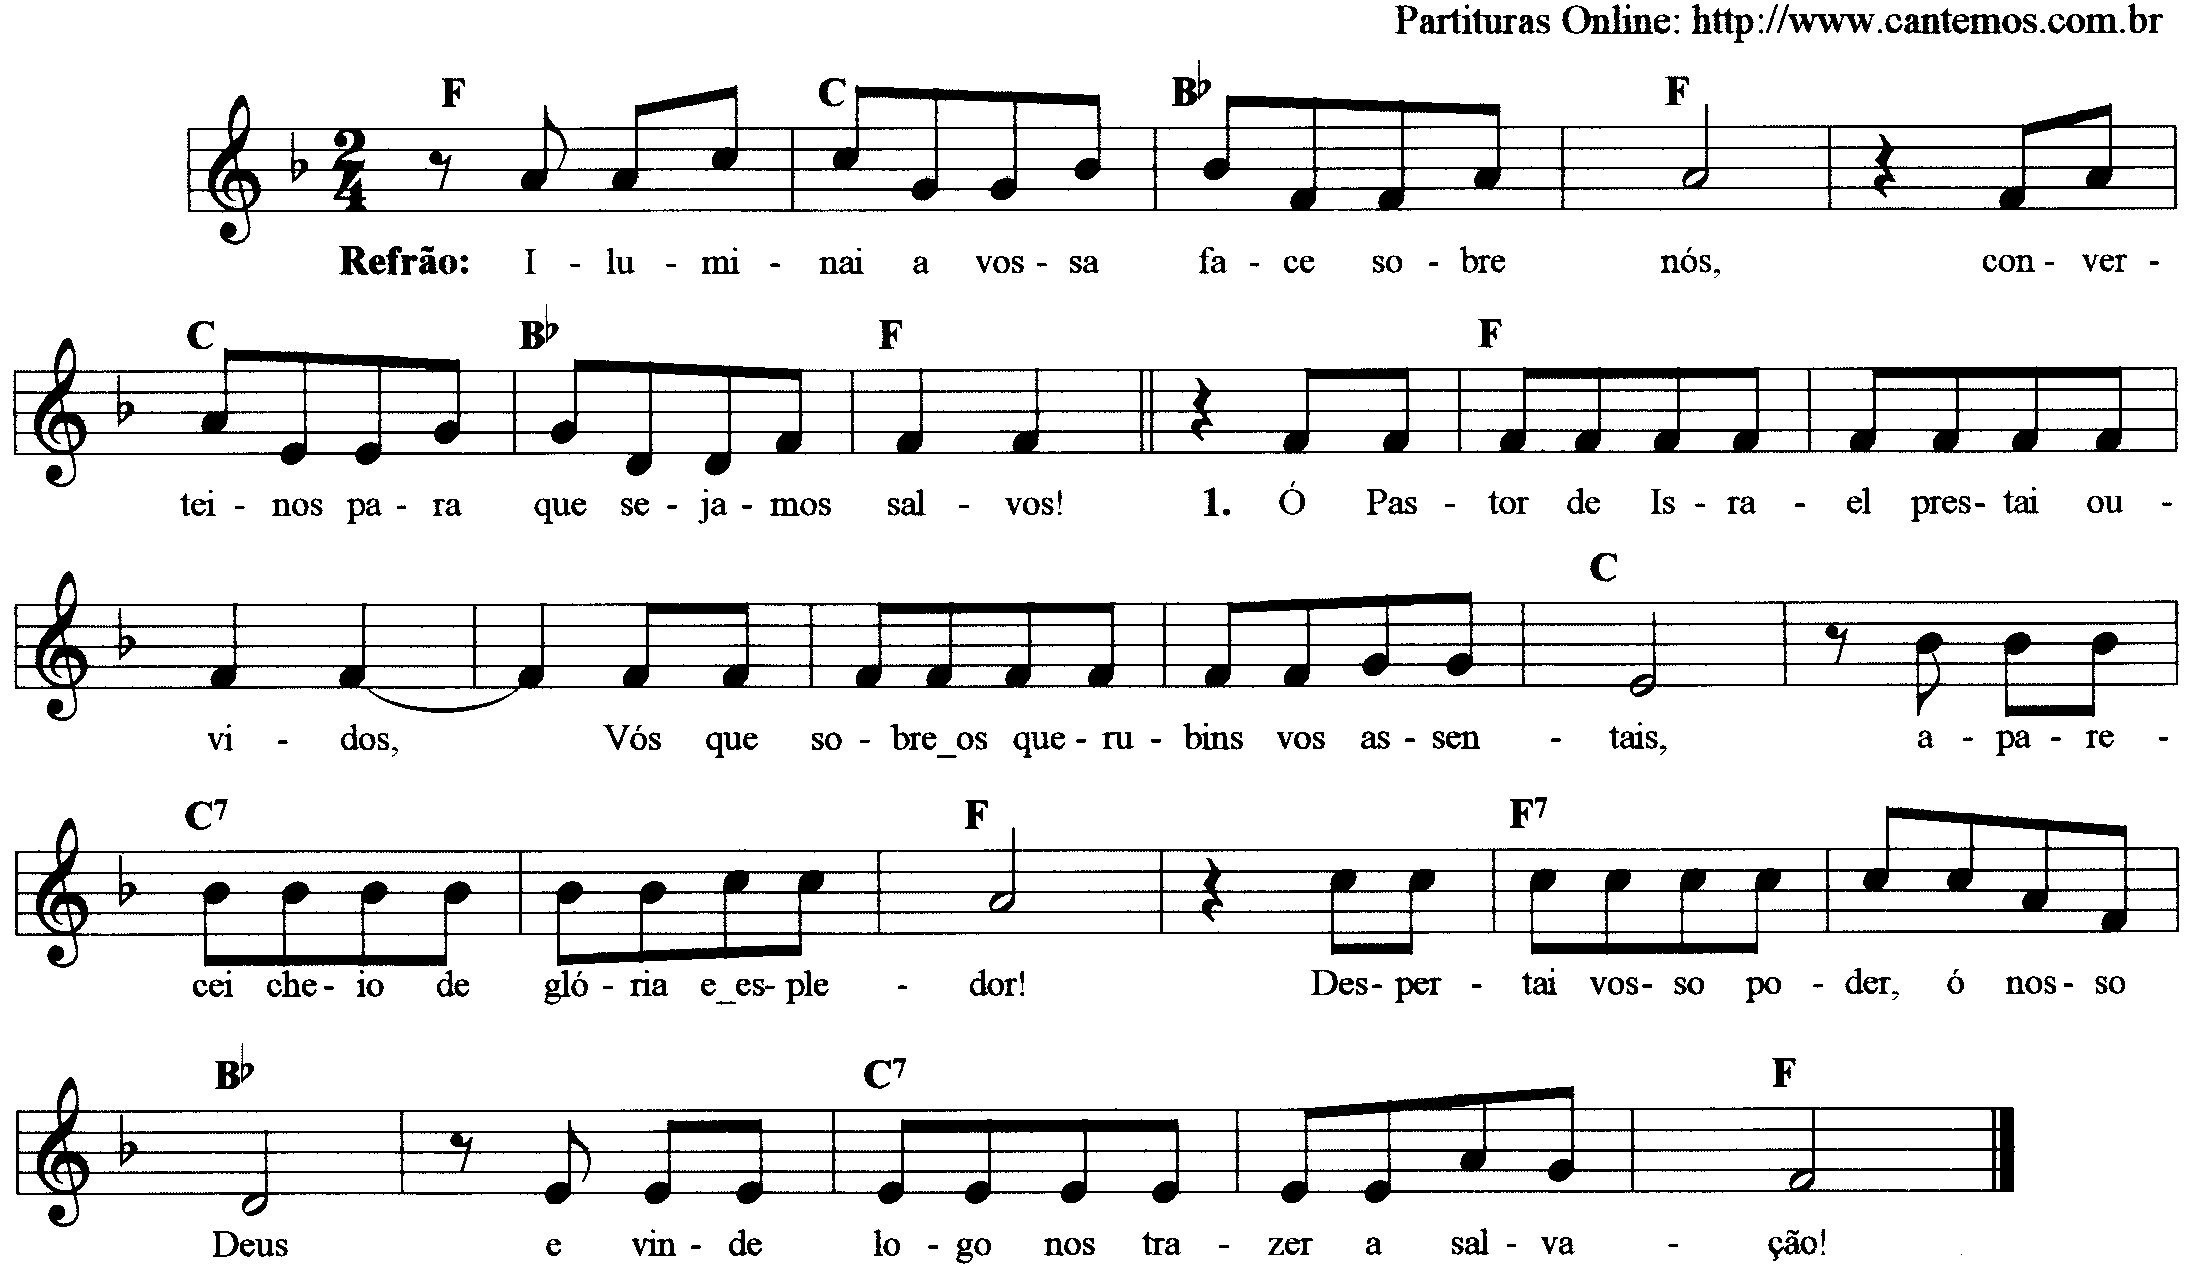 Partituras Online: http://www.cantemos.com.br
F C B♭ F
2
4
Refrão: I - lu - mi - nai a vos - sa fa - ce so - bre nós, con - ver -
C B♭ F F
tei - nos pa - ra que se - ja - mos sal - vos! 1. Ó Pas - tor de Is - ra - el pres - tai ou -
C
vi - dos, Vós que so - bre_os que - ru - bins vos as - sen - tais, a - pa - re -
C7 F F7
cei che - io de gló - ria e_es - ple - dor! Des - per - tai vos - so po - der, ó nos - so
B♭ C7 F
Deus e vin - de lo - go nos tra - zer a sal - va - ção!